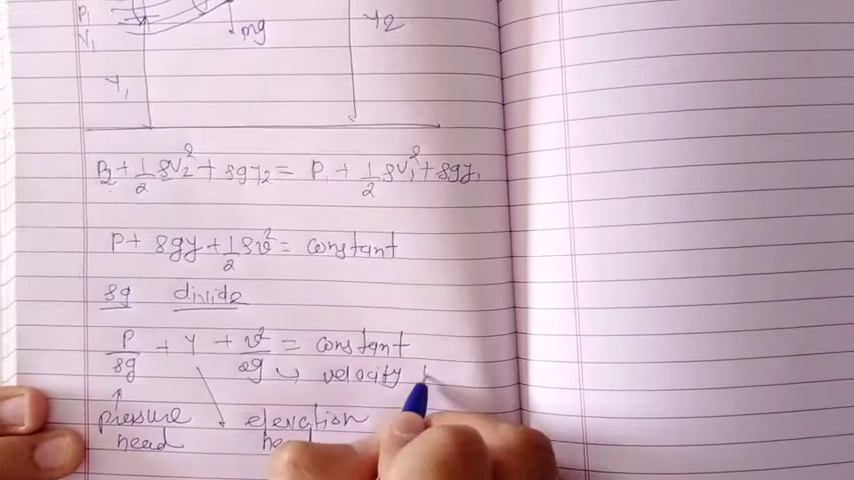 P₁
V₁
mg
Y₂
Y₁
P₂ + 1/2 ρv₂² + ρgy₂ = P₁ + 1/2 ρv₁² + ρgy₁
P + ρgy + 1/2 ρv² = constant
ρg divide
P/ρg + y + v²/2g = constant
velocity
pressure elevation
head head